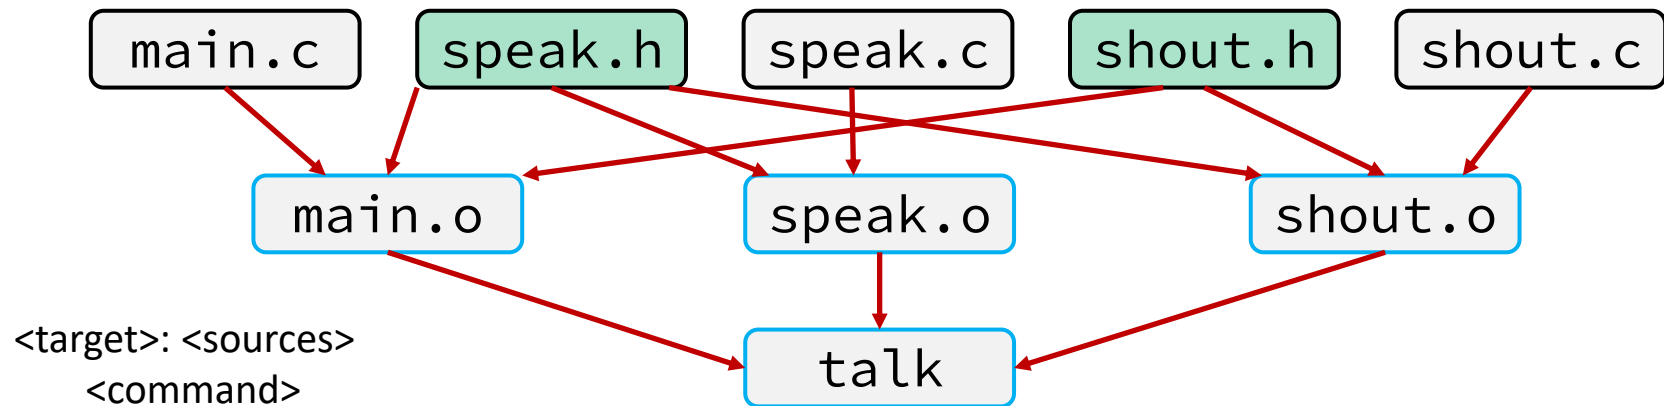 main.c speak.h speak.c shout.h shout.c
main.o speak.o shout.o
<target>: <sources>
<command>
talk